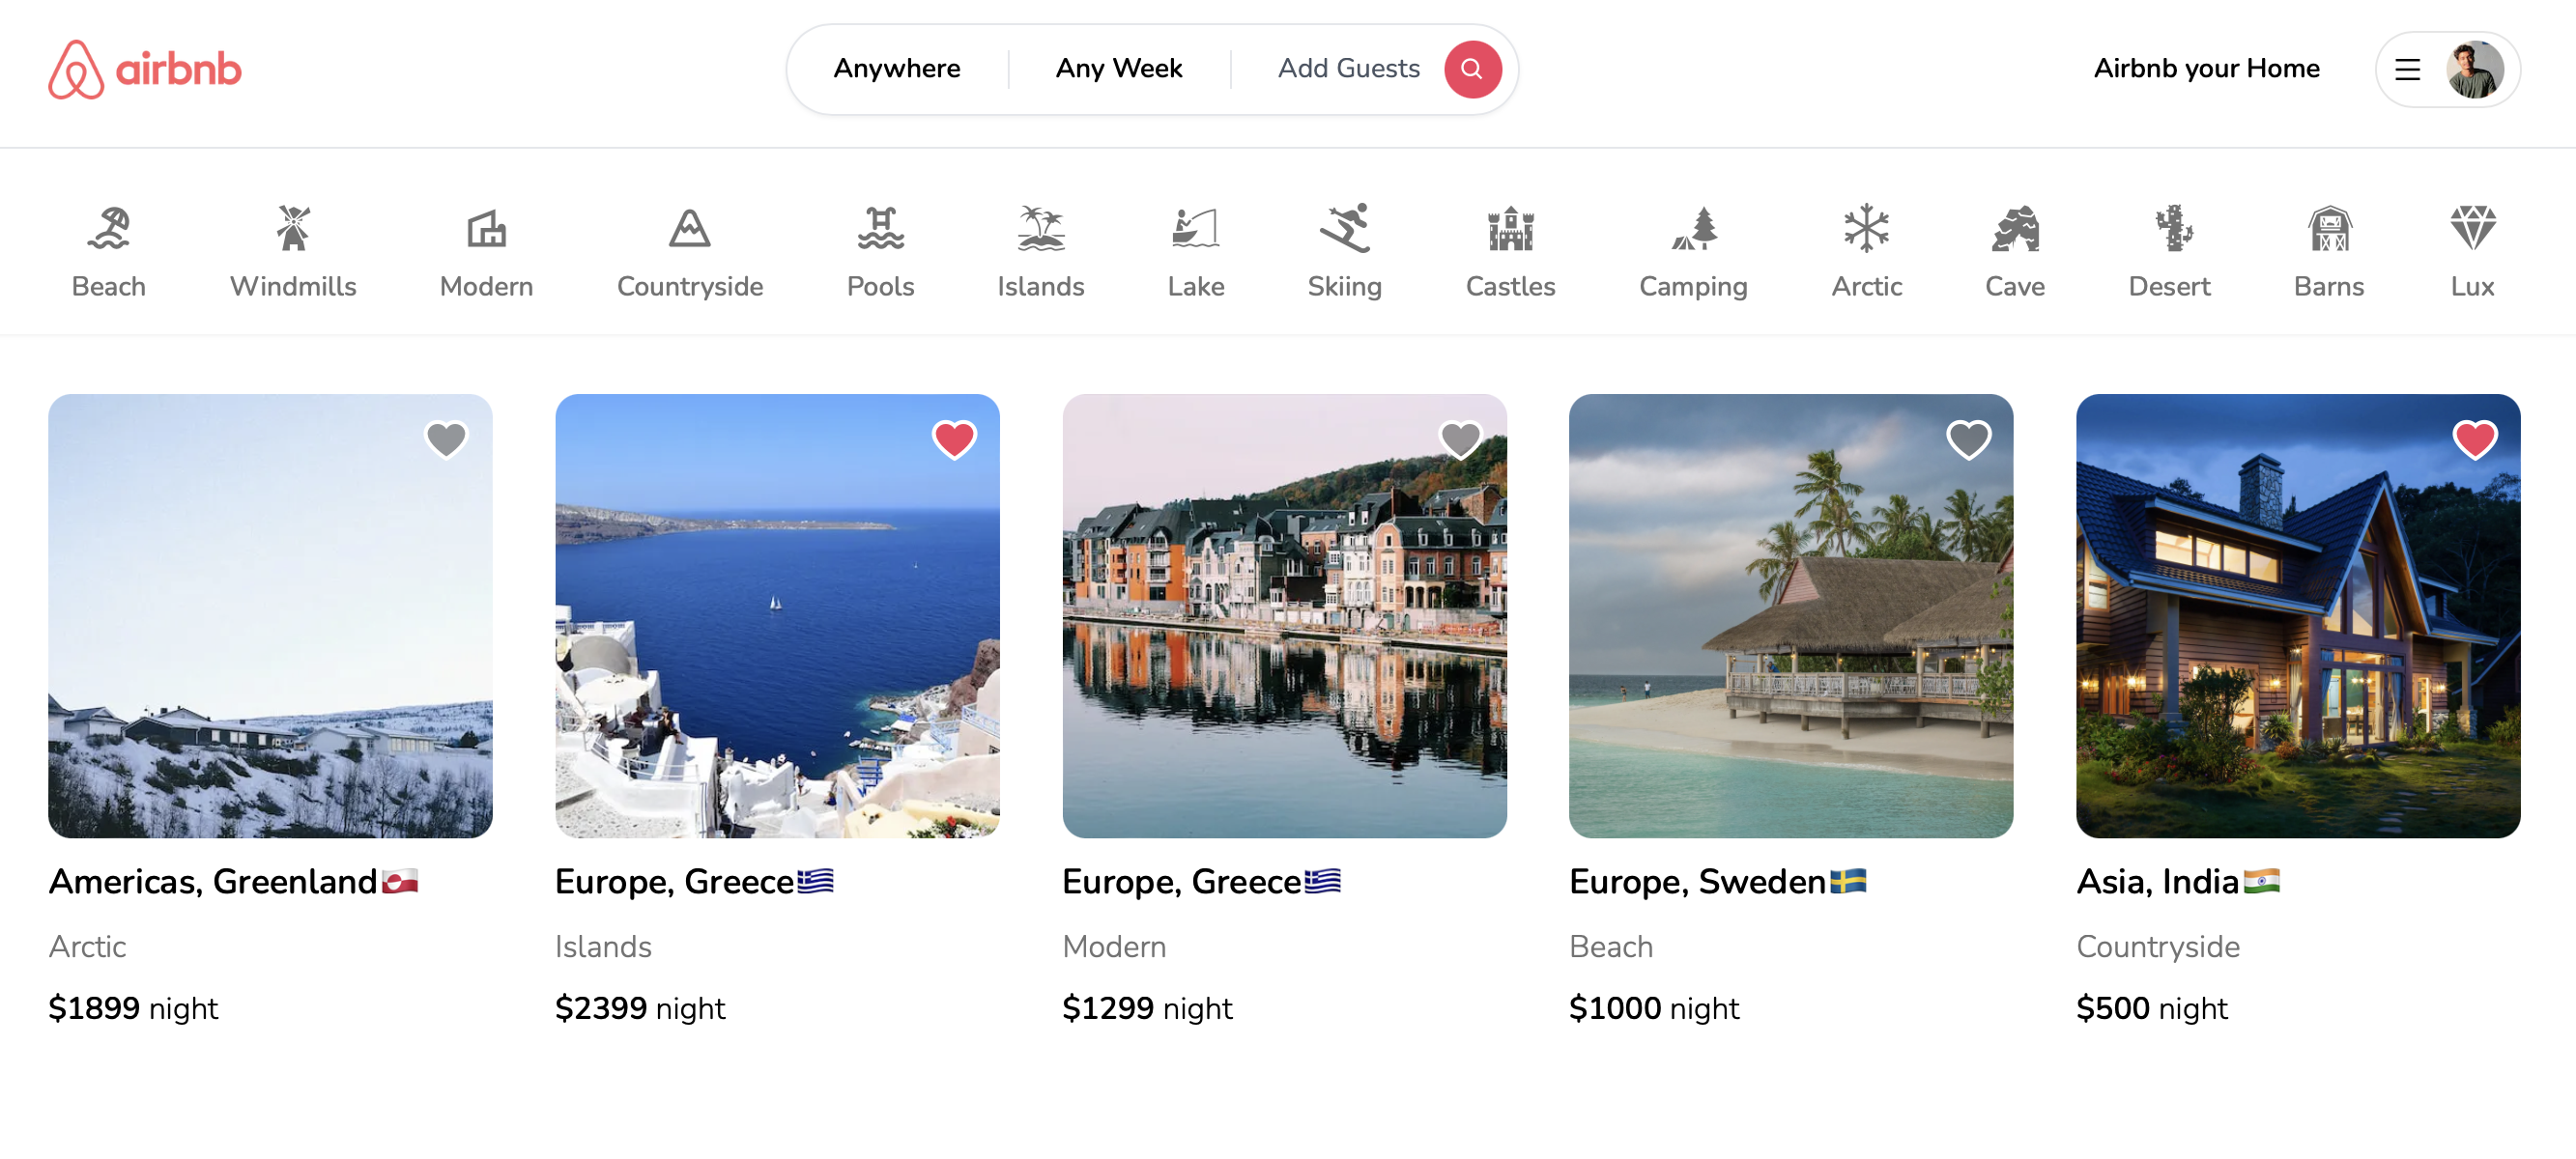 airbnb
Anywhere
Any Week
Add Guests
Airbnb your Home
Beach
Windmills
Modern
Countryside
Pools
Islands
Lake
Skiing
Castles
Camping
Arctic
Cave
Desert
Barns
Lux
Americas, Greenland🇬🇱
Arctic
$1899 night
Europe, Greece🇬🇷
Islands
$2399 night
Europe, Greece🇬🇷
Modern
$1299 night
Europe, Sweden🇸🇪
Beach
$1000 night
Asia, India🇮🇳
Countryside
$500 night